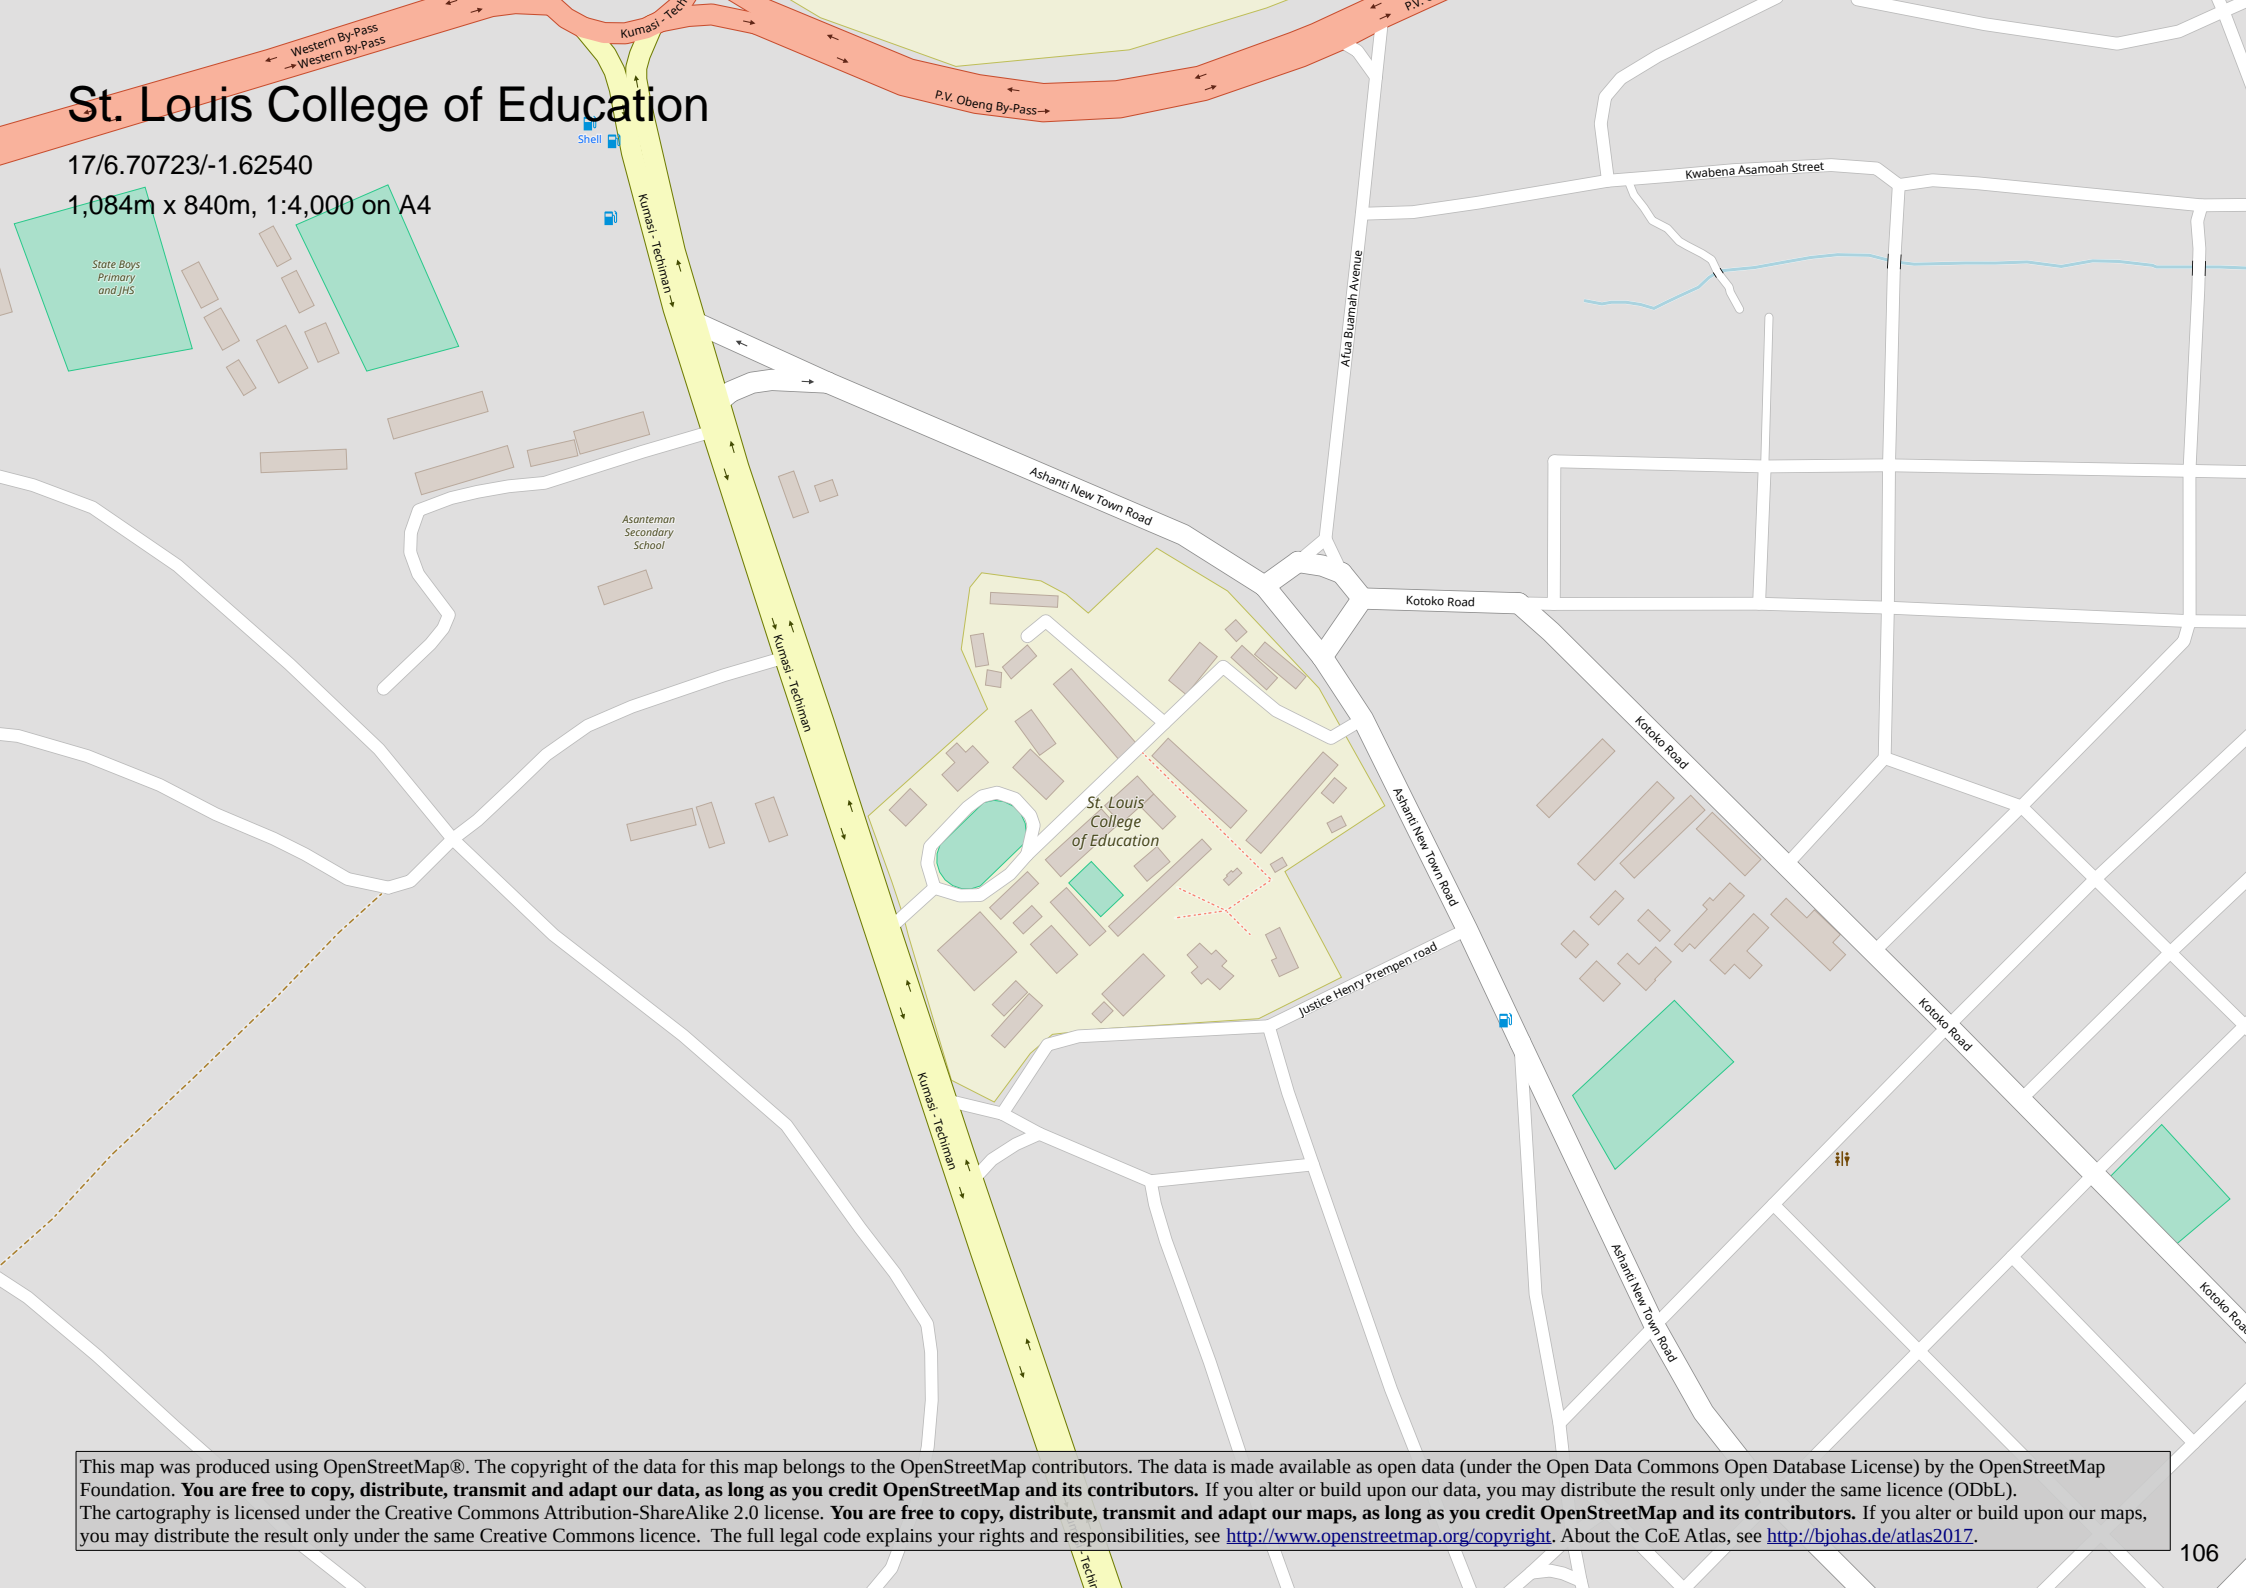 Western By-Pass
Western By-Pass
Kumasi - Tech
P.V. Obeng By-Pass
P.V.
St. Louis College of Education
Shell
17/6.70723/-1.62540
1,084m x 840m, 1:4,000 on A4
Kwabena Asamoah Street
State Boys
Primary
and JHS
Kumasi - Techiman
Afua Buamah Avenue
Ashanti New Town Road
Asanteman
Secondary
School
Kotoko Road
Kumasi - Techiman
Kotoko Road
St. Louis
College
of Education
Ashanti New Town Road
Justice Henry Prempen road
Kotoko Road
Kumasi - Techiman
Ashanti New Town Road
Kotoko Road
This map was produced using OpenStreetMap®. The copyright of the data for this map belongs to the OpenStreetMap contributors. The data is made available as open data (under the Open Data Commons Open Database License) by the OpenStreetMap
Foundation. You are free to copy, distribute, transmit and adapt our data, as long as you credit OpenStreetMap and its contributors. If you alter or build upon our data, you may distribute the result only under the same licence (ODbL).
The cartography is licensed under the Creative Commons Attribution-ShareAlike 2.0 license. You are free to copy, distribute, transmit and adapt our maps, as long as you credit OpenStreetMap and its contributors. If you alter or build upon our maps,
you may distribute the result only under the same Creative Commons licence. The full legal code explains your rights and responsibilities, see http://www.openstreetmap.org/copyright. About the CoE Atlas, see http://bjohas.de/atlas2017.
106